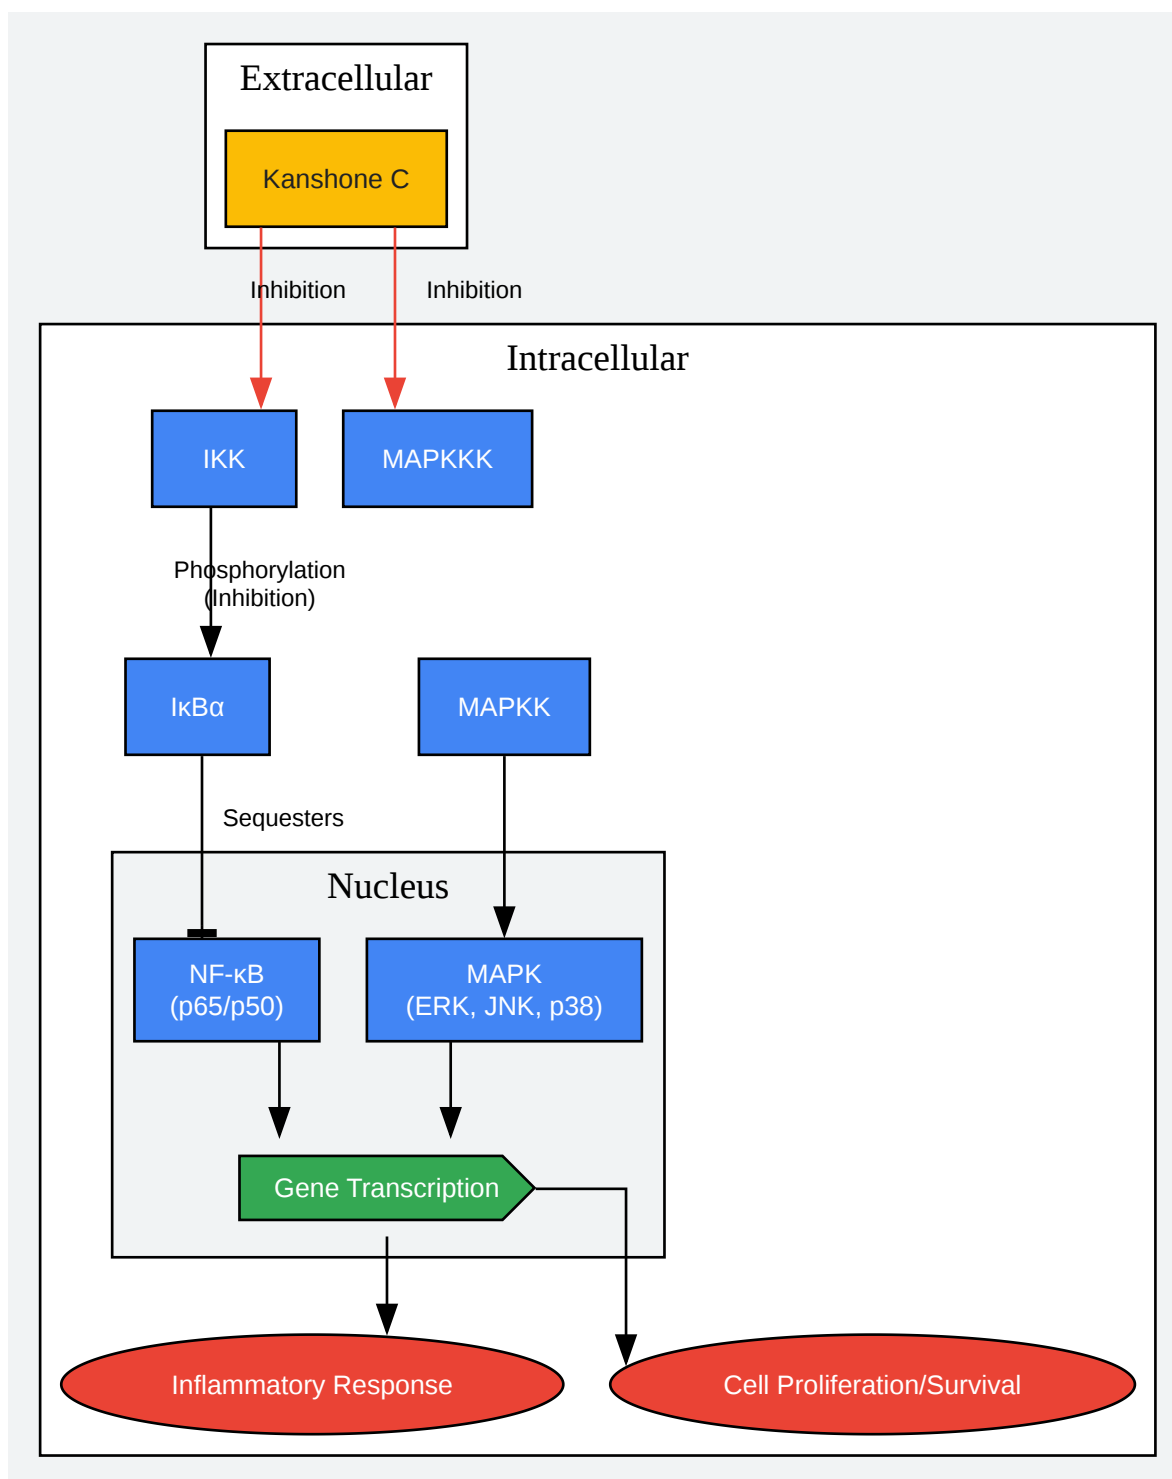 Extracellular
Kanshone C
Inhibition
Inhibition
Intracellular
IKK
MAPKKK
Phosphorylation
(Inhibition)
IκBα
MAPKK
Sequesters
Nucleus
NF-κB
(p65/p50)
MAPK
(ERK, JNK, p38)
Gene Transcription
Inflammatory Response
Cell Proliferation/Survival